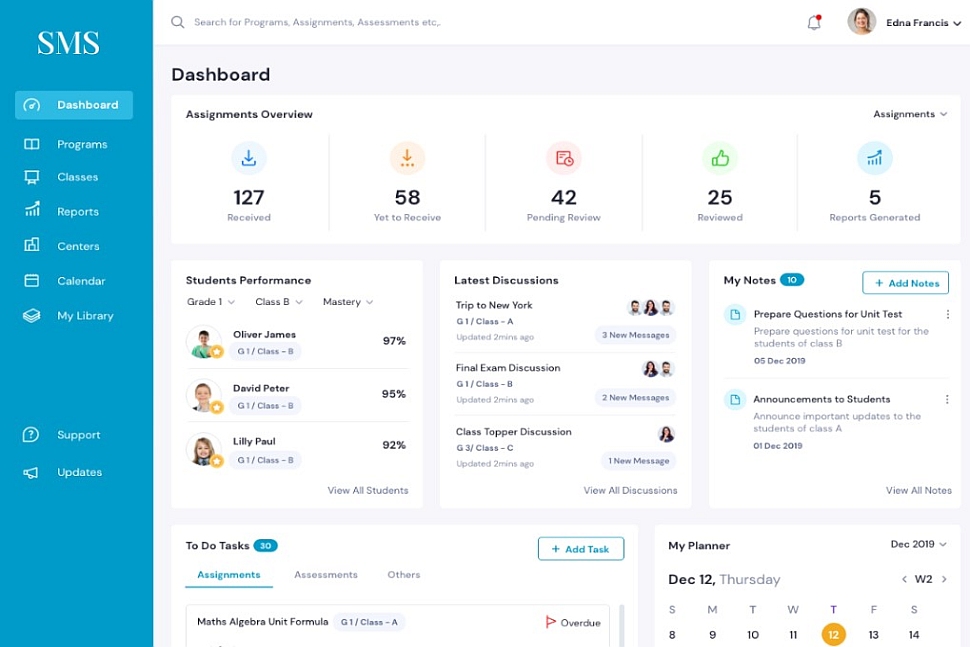 SMS
Dashboard
Programs
Classes
Reports
Centers
Calendar
My Library
Support
Updates
Search for Programs, Assignments, Assessments etc,.
Edna Francis
Dashboard
Assignments Overview
Assignments
127
Received
58
Yet to Receive
42
Pending Review
25
Reviewed
5
Reports Generated
Students Performance
Grade 1 Class B Mastery
Oliver James
G 1 / Class - B
97%
David Peter
G 1 / Class - B
95%
Lilly Paul
G 1 / Class - B
92%
View All Students
Latest Discussions
Trip to New York
G 1 / Class - A
Updated 2mins ago
3 New Messages
Final Exam Discussion
G 1 / Class - B
Updated 2mins ago
2 New Messages
Class Topper Discussion
G 3/ Class - C
Updated 2mins ago
1 New Message
View All Discussions
My Notes 10
+ Add Notes
Prepare Questions for Unit Test
Prepare questions for unit test for the
students of class B
05 Dec 2019
Announcements to Students
Announce important updates to the
students of class A
01 Dec 2019
View All Notes
To Do Tasks 30
+ Add Task
Assignments Assessments Others
Maths Algebra Unit Formula G 1 / Class - A Overdue
My Planner
Dec 2019
Dec 12, Thursday
< W2 >
S M T W T F S
8 9 10 11 12 13 14